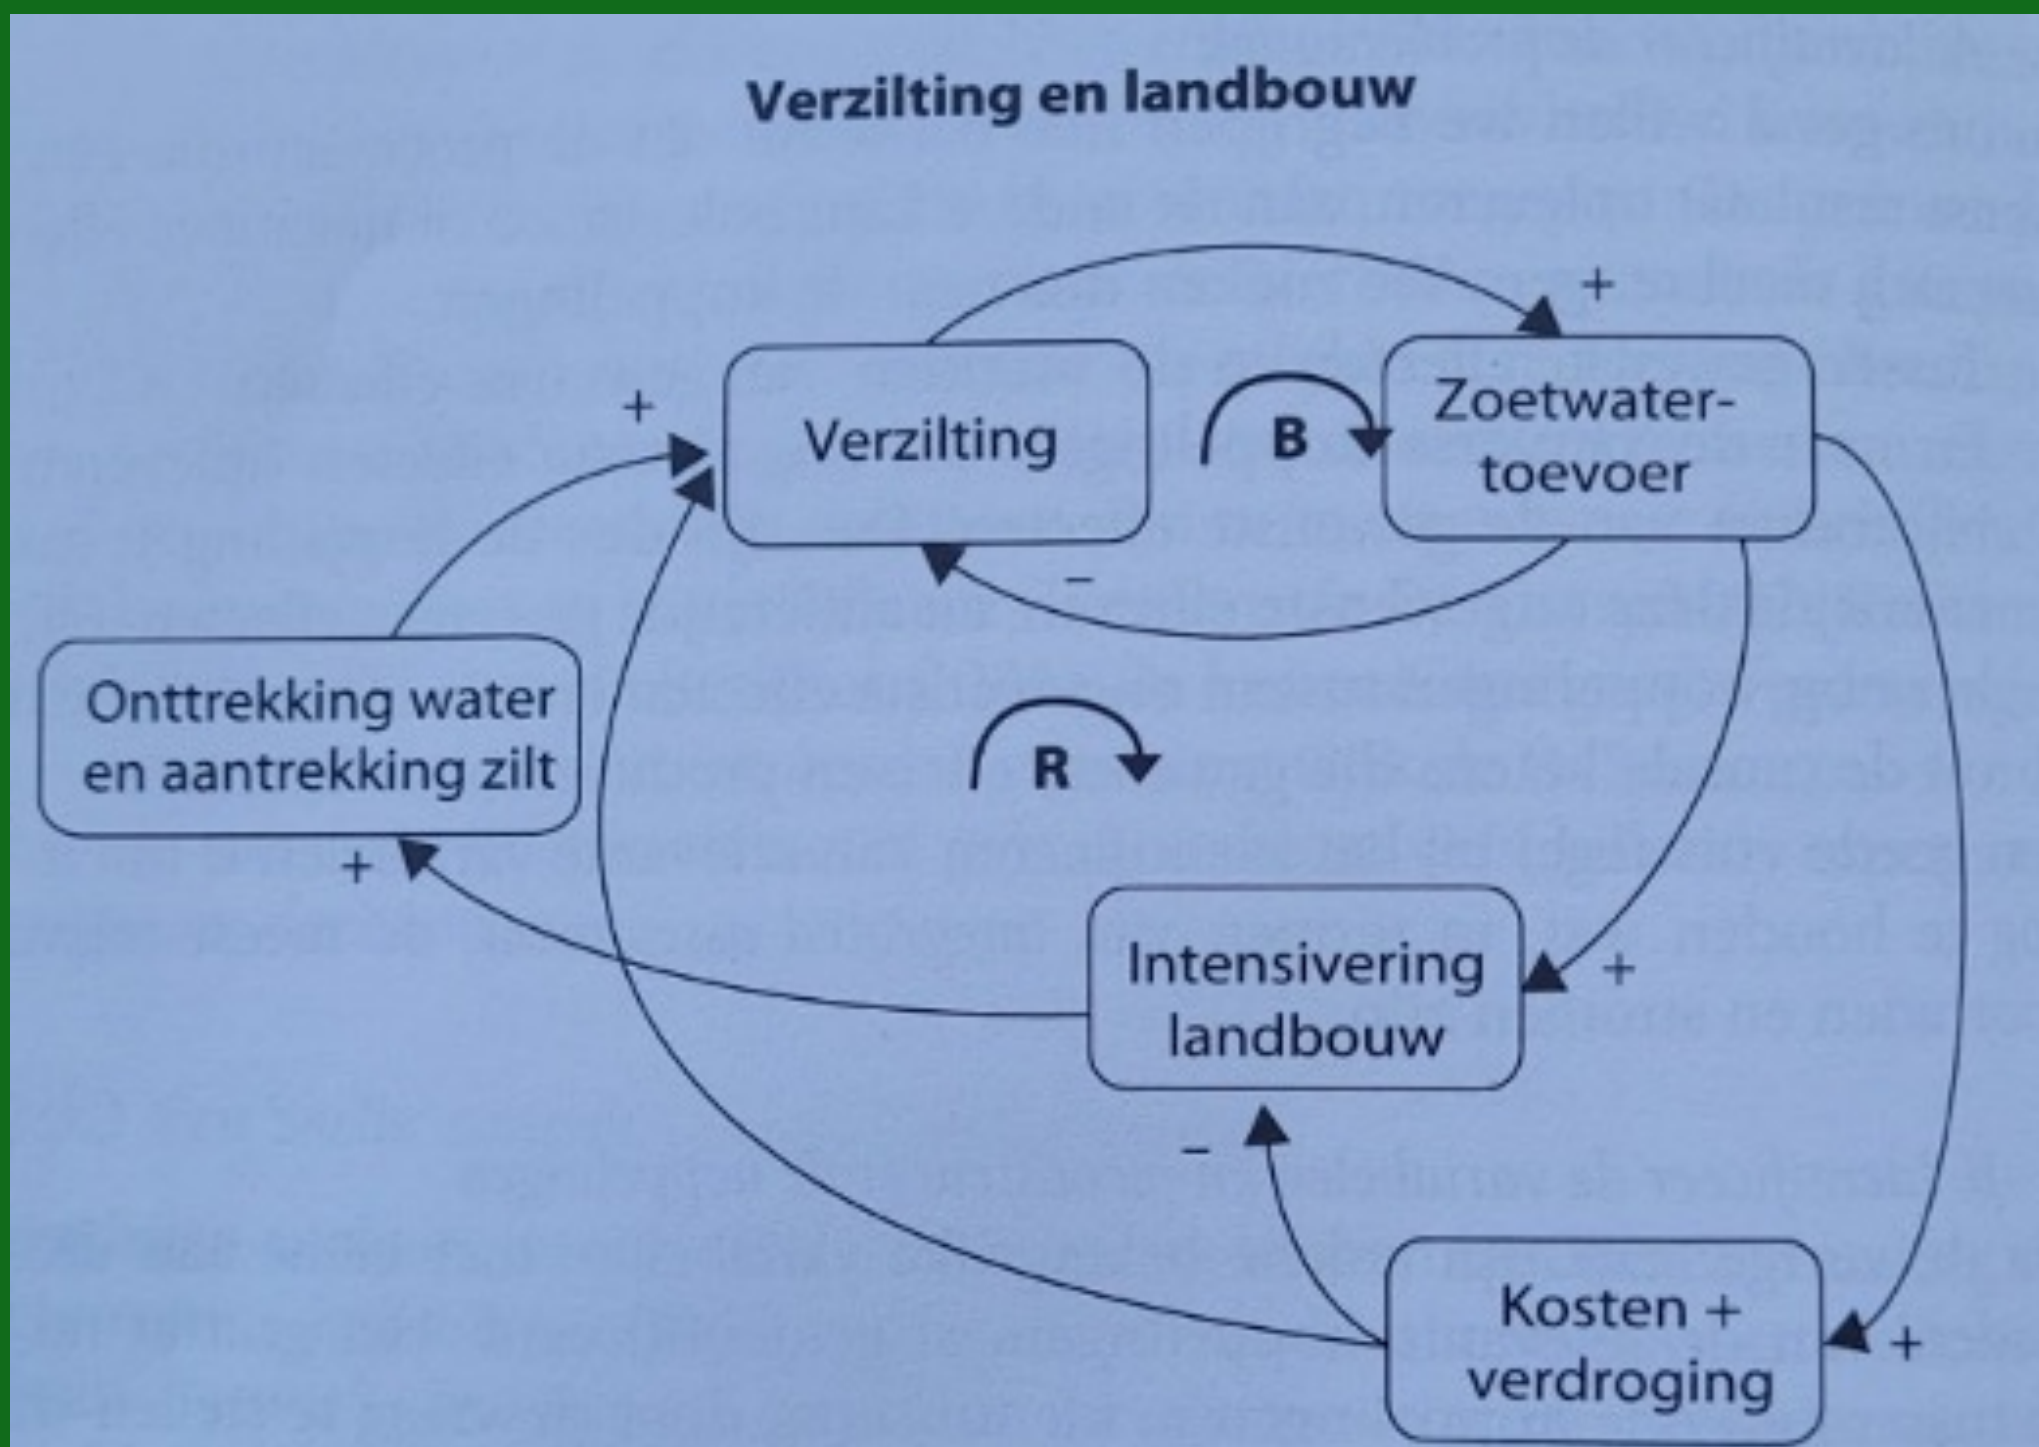 Verzilting en landbouw
+
+
Verzilting
B
Zoetwater-
toevoer
–
Onttrekking water
en aantrekking zilt
R
+
Intensivering
landbouw
+
–
Kosten +
verdroging
+